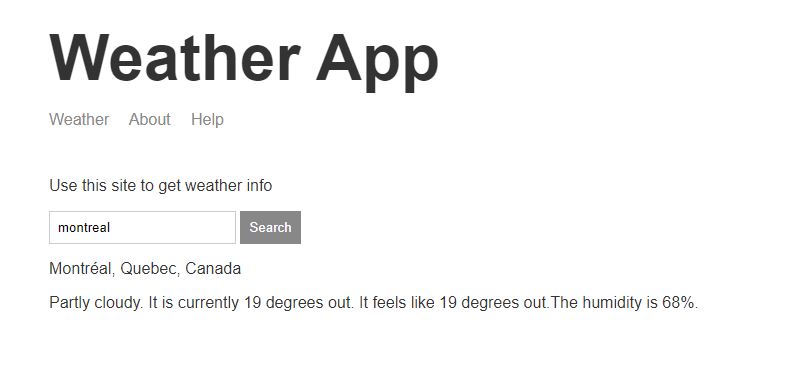 Weather App
Weather About Help
Use this site to get weather info
montreal Search
Montréal, Quebec, Canada
Partly cloudy. It is currently 19 degrees out. It feels like 19 degrees out.The humidity is 68%.